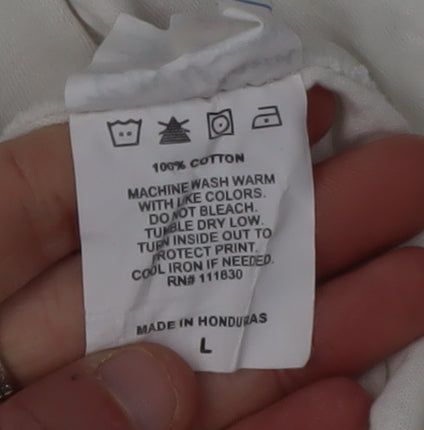 100% COTTON
MACHINE WASH WARM
WITH LIKE COLORS.
DO NOT BLEACH.
TUMBLE DRY LOW.
TURN INSIDE OUT TO
PROTECT PRINT.
COOL IRON IF NEEDED.
RN# 111830
MADE IN HONDURAS
L